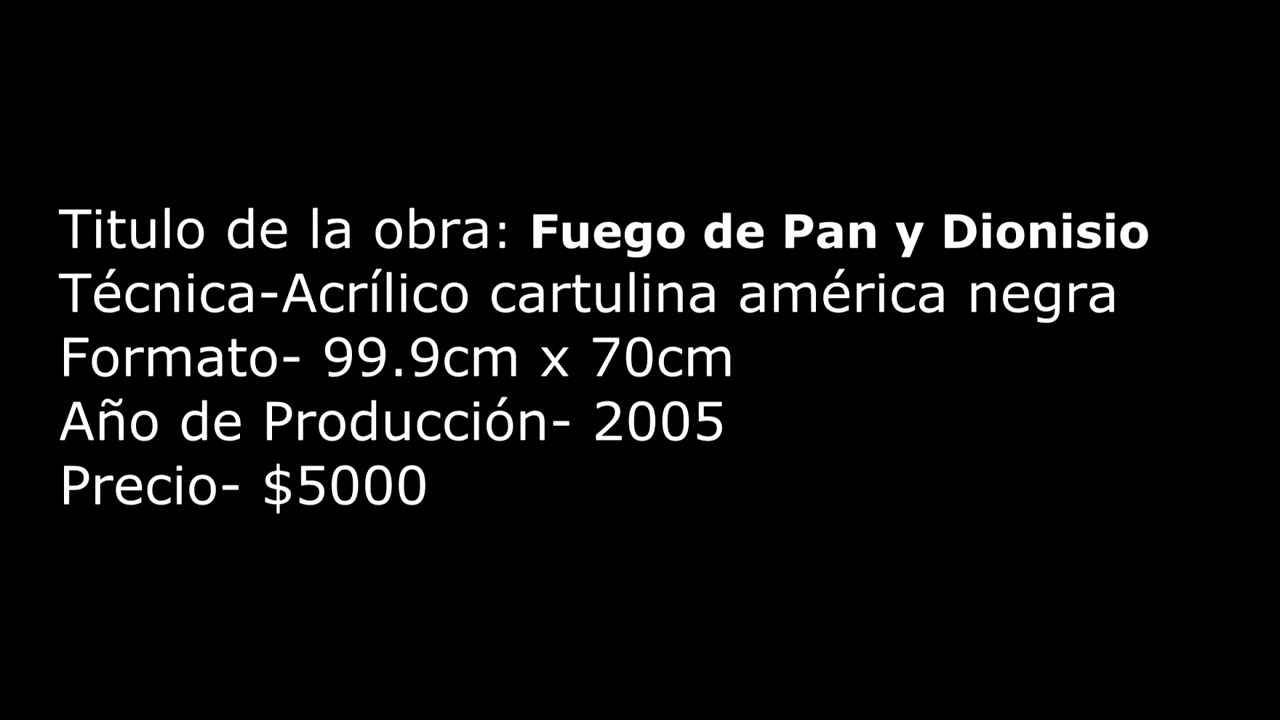 Titulo de la obra: Fuego de Pan y Dionisio
Técnica-Acrílico cartulina américa negra
Formato- 99.9cm x 70cm
Año de Producción- 2005
Precio- $5000